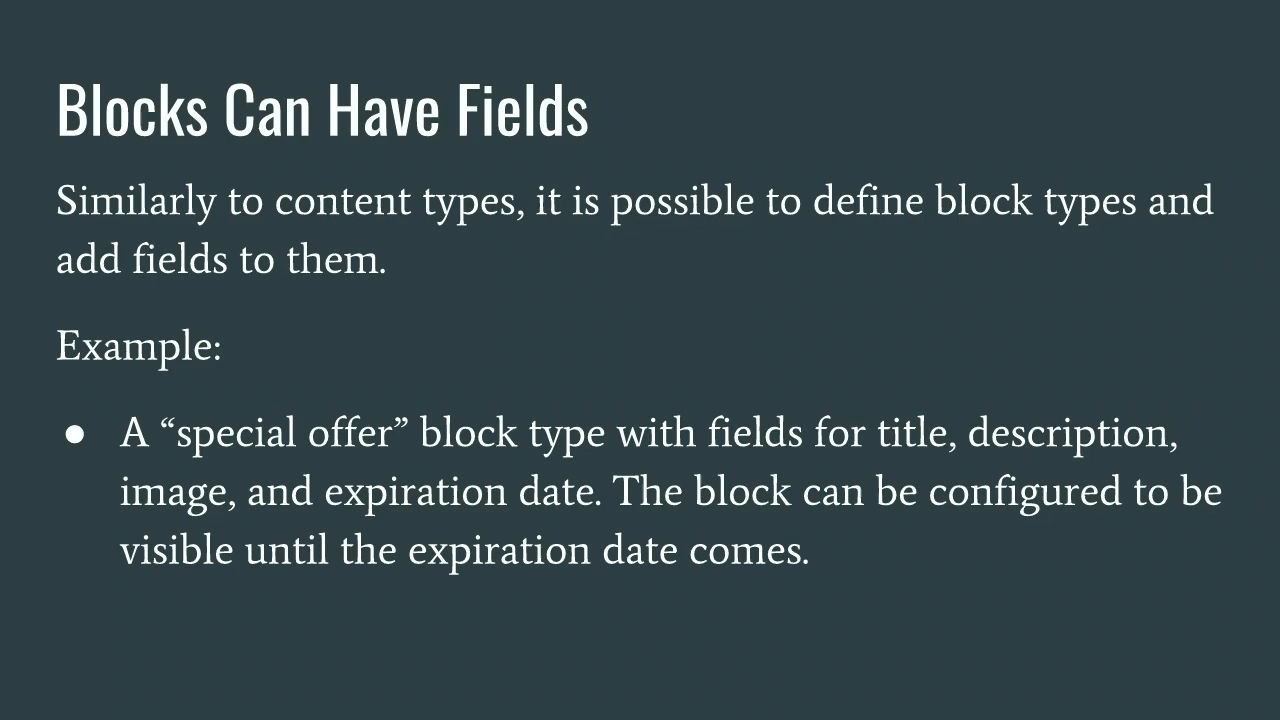 Blocks Can Have Fields
Similarly to content types, it is possible to define block types and
add fields to them.
Example:
● A “special offer” block type with fields for title, description,
image, and expiration date. The block can be configured to be
visible until the expiration date comes.